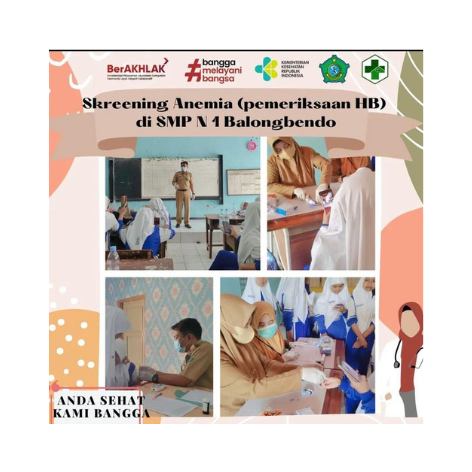 BerAKHLAK
#bangga
melayani
bangsa
KEMENTERIAN
KESEHATAN
REPUBLIK
INDONESIA
Skreening Anemia (pemeriksaan HB)
di SMP N 1 Balongbendo
ANDA SEHAT
KAMI BANGGA